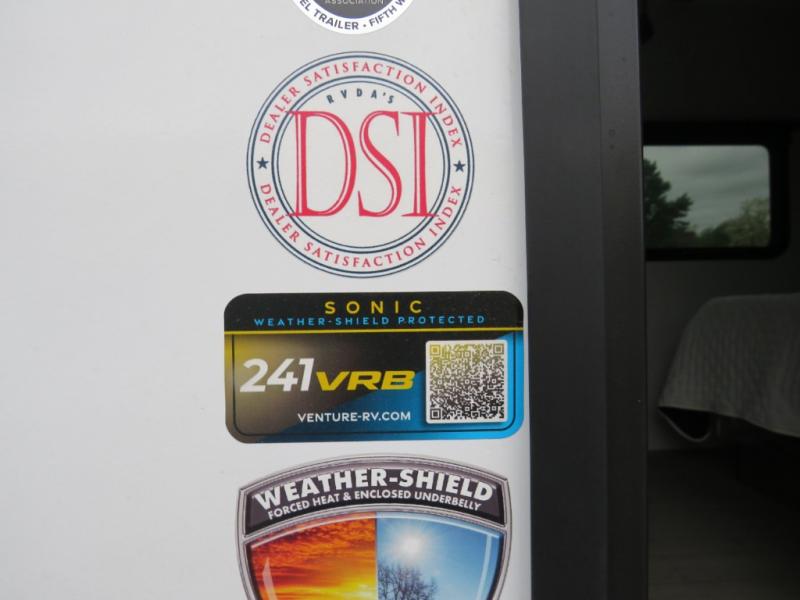 ASSOCIATION
EL TRAILER • FIFTH W
DEALER SATISFACTION INDEX
RVDA'S
DSI
DEALER SATISFACTION INDEX
SONIC
WEATHER-SHIELD PROTECTED
241VRB
VENTURE-RV.COM
WEATHER-SHIELD
FORCED HEAT & ENCLOSED UNDERBELLY